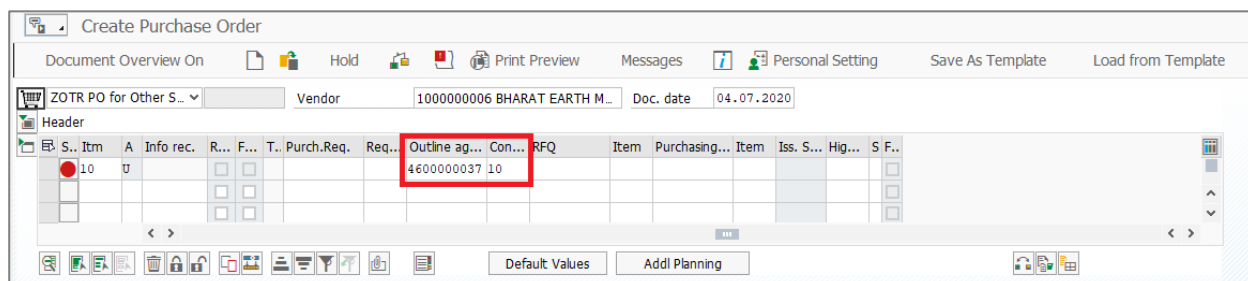 Create Purchase Order
Document Overview On Hold Print Preview Messages Personal Setting Save As Template Load from Template
ZOTR PO for Other S... Vendor 1000000006 BHARAT EARTH M... Doc. date 04.07.2020
Header
S.. Itm A Info rec. R... F... T.. Purch.Req. Req... Outline ag... Con... RFQ Item Purchasing... Item Iss. S... Hig... S F..
10 U 4600000037 10
Default Values Addl Planning